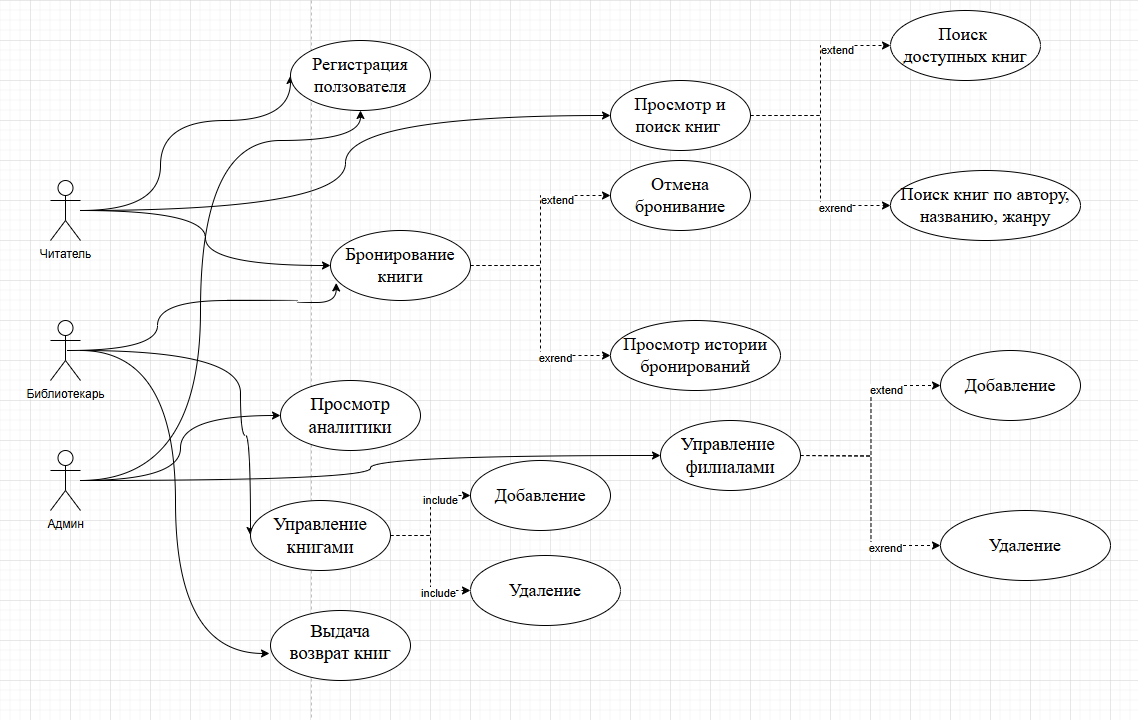 Поиск
доступных книг
extend
Регистрация
ползователя
Просмотр и
поиск книг
Поиск книг по автору,
названию, жанру
exrend
Отмена
бронивание
extend
Читатель
Бронирование
книги
Просмотр истории
бронирований
exrend
Библиотекарь
Просмотр
аналитики
Управление
филиалами
extend
Добавление
exrend
Удаление
Админ
Управление
книгами
include
Добавление
include
Удаление
Выдача
возврат книг